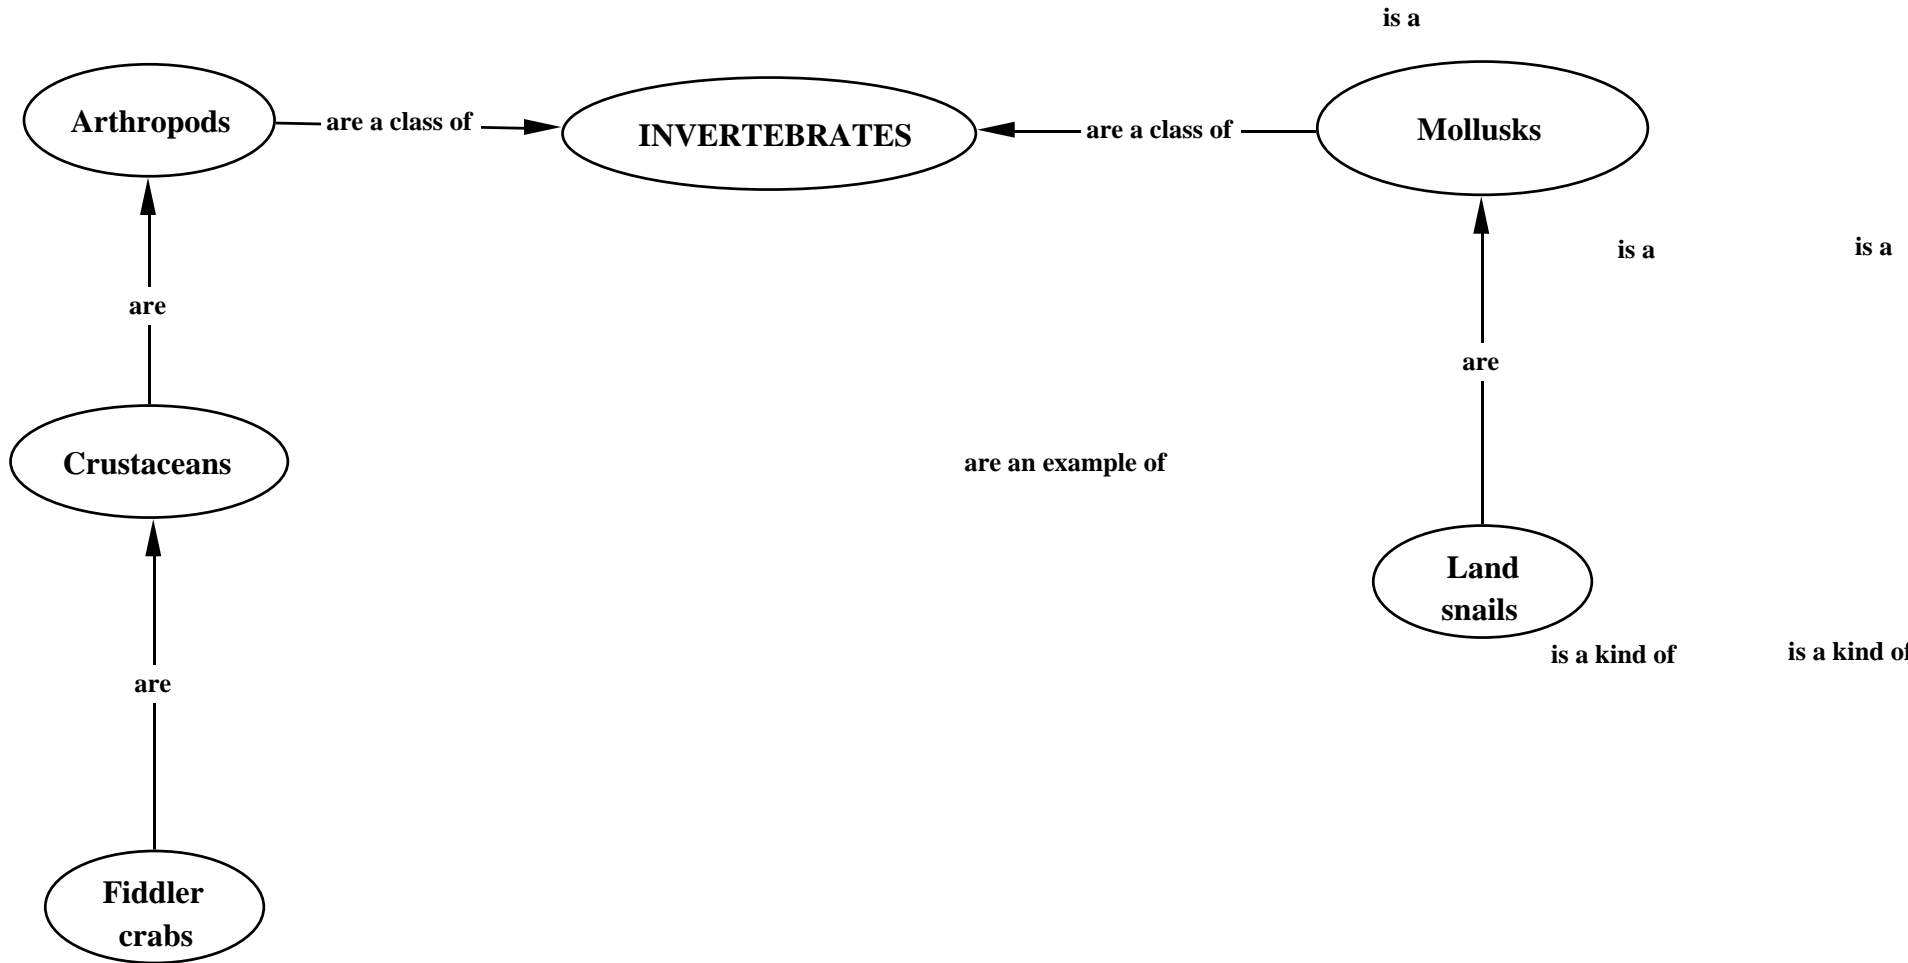 is a
Arthropods
are a class of
INVERTEBRATES
are a class of
Mollusks
is a
is a
are
are
Crustaceans
are an example of
Land
snails
is a kind of
is a kind of
are
Fiddler
crabs